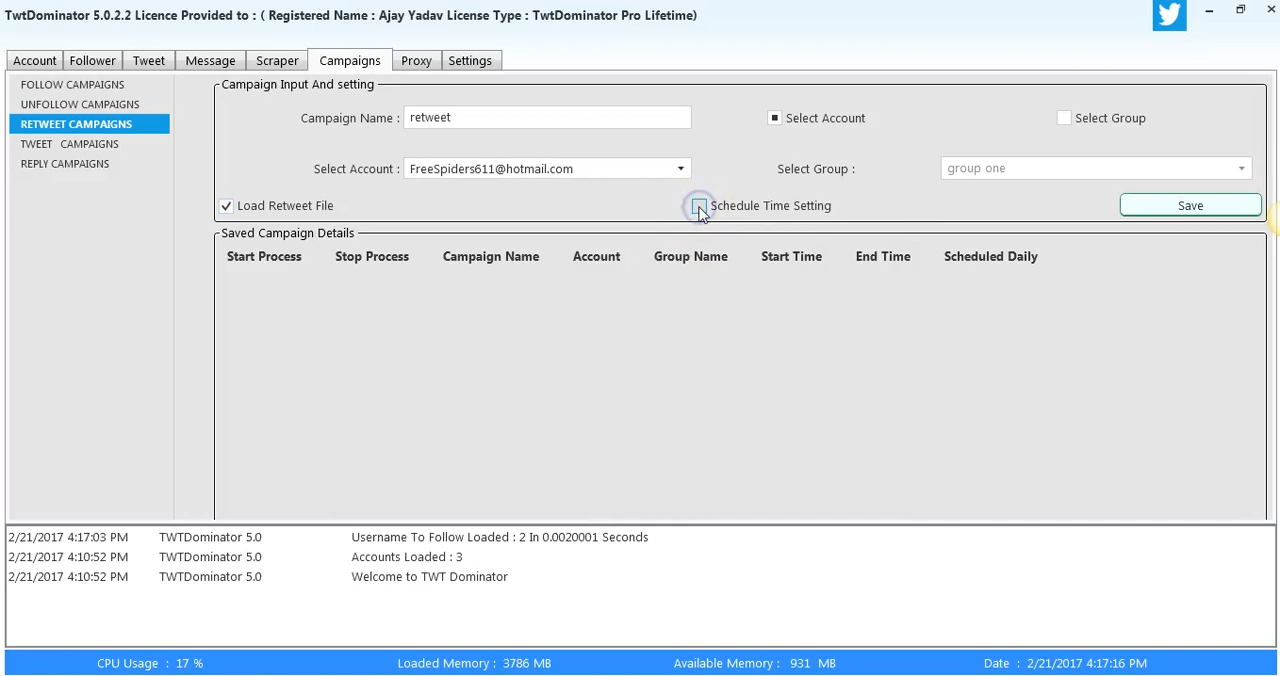 TwtDominator 5.0.2.2 Licence Provided to : ( Registered Name : Ajay Yadav License Type : TwtDominator Pro Lifetime)
Account Follower Tweet Message Scraper Campaigns Proxy Settings
FOLLOW CAMPAIGNS
UNFOLLOW CAMPAIGNS
RETWEET CAMPAIGNS
TWEET CAMPAIGNS
REPLY CAMPAIGNS
Campaign Input And setting
Campaign Name : retweet Select Account Select Group
Select Account : FreeSpiders611@hotmail.com Select Group : group one
Load Retweet File Schedule Time Setting Save
Saved Campaign Details
Start Process Stop Process Campaign Name Account Group Name Start Time End Time Scheduled Daily
2/21/2017 4:17:03 PM TWTDominator 5.0 Username To Follow Loaded : 2 In 0.0020001 Seconds
2/21/2017 4:10:52 PM TWTDominator 5.0 Accounts Loaded : 3
2/21/2017 4:10:52 PM TWTDominator 5.0 Welcome to TWT Dominator
CPU Usage : 17 % Loaded Memory : 3786 MB Available Memory : 931 MB Date : 2/21/2017 4:17:16 PM